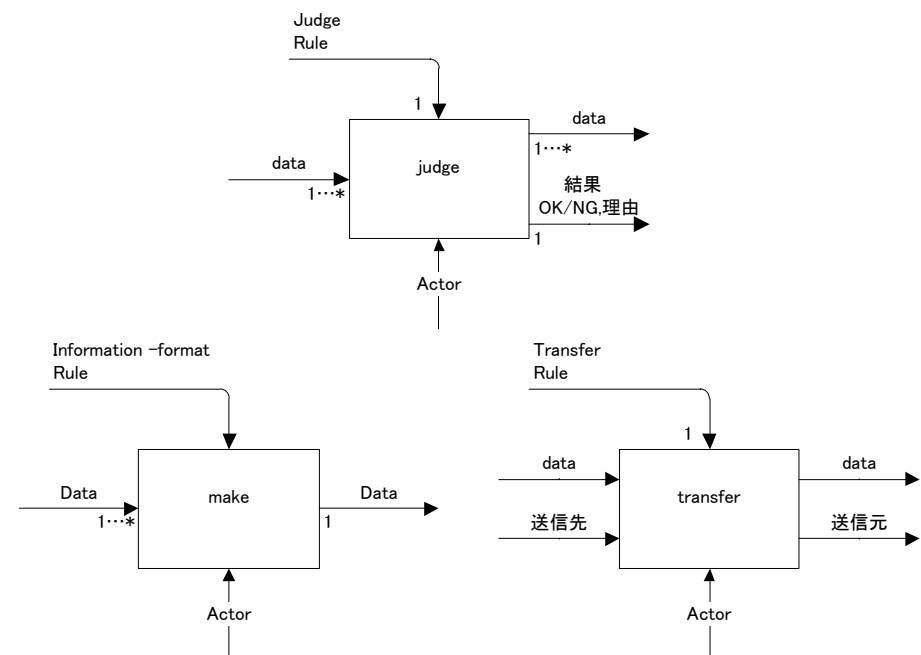 Judge
Rule
1
data
1…*
judge
data
1…*
結果
OK/NG,理由
1
Actor
Information -format
Rule
Data
1…*
make
Data
1
Actor
Transfer
Rule
1
data
送信先
transfer
data
送信元
Actor